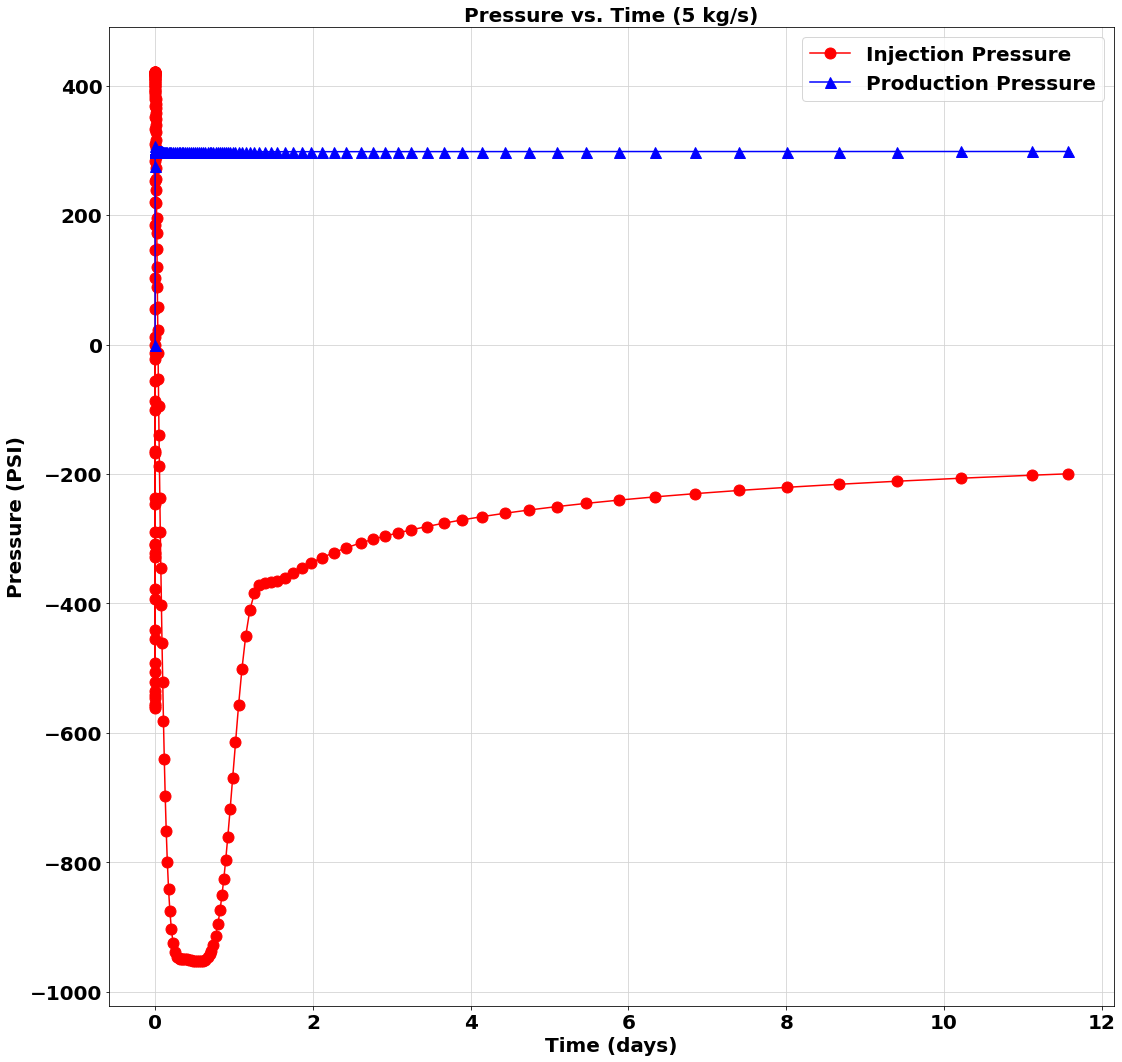 Pressure vs. Time (5 kg/s)
Injection Pressure
Production Pressure
400
200
0
−200
−400
−600
−800
−1000
Pressure (PSI)
0 2 4 6 8 10 12
Time (days)